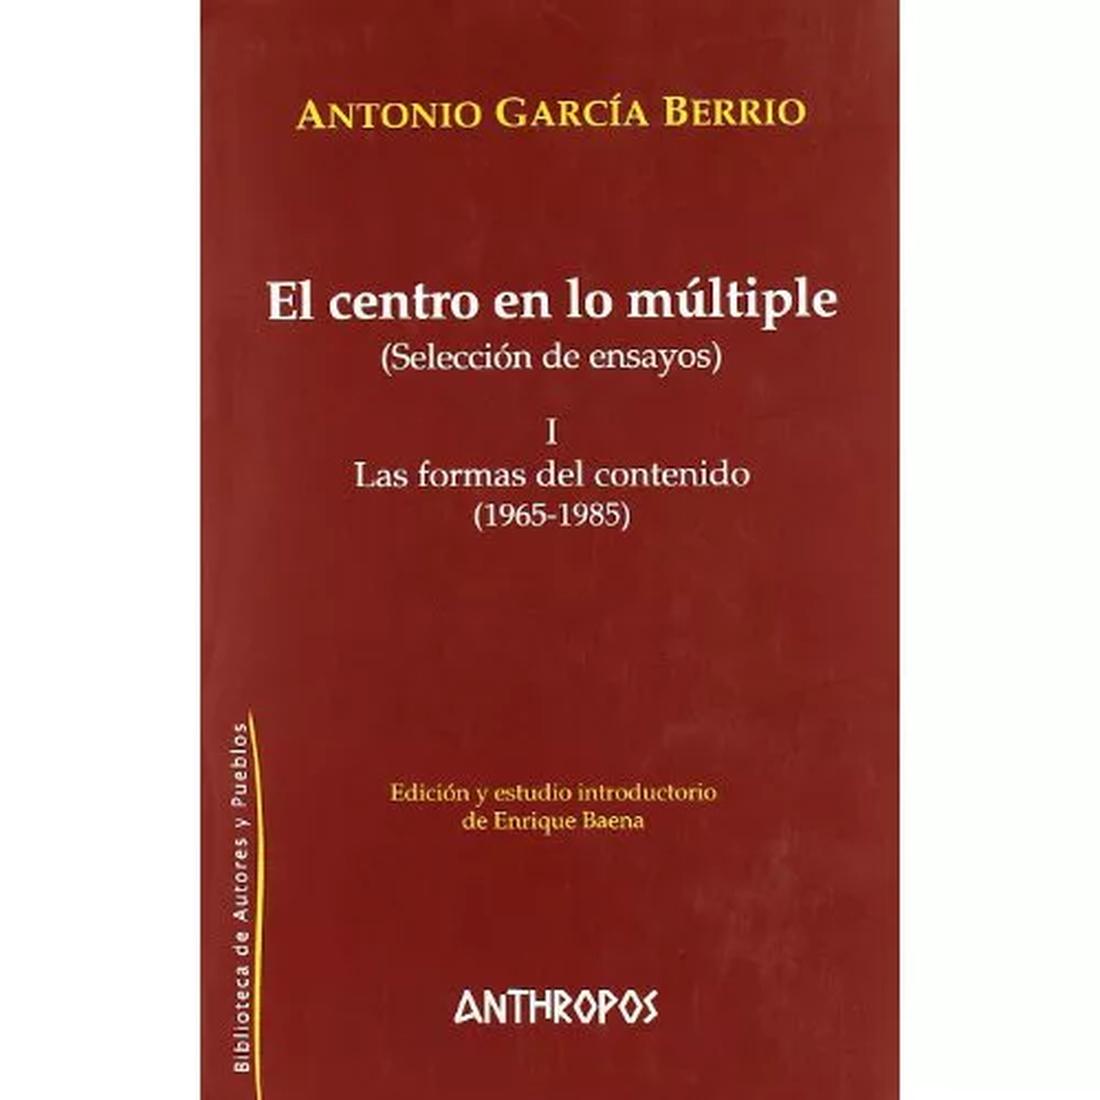 ANTONIO GARCÍA BERRIO
El centro en lo múltiple
(Selección de ensayos)
I
Las formas del contenido
(1965-1985)
Edición y estudio introductorio
de Enrique Baena
Biblioteca de Autores y Pueblos
ANTHROPOS